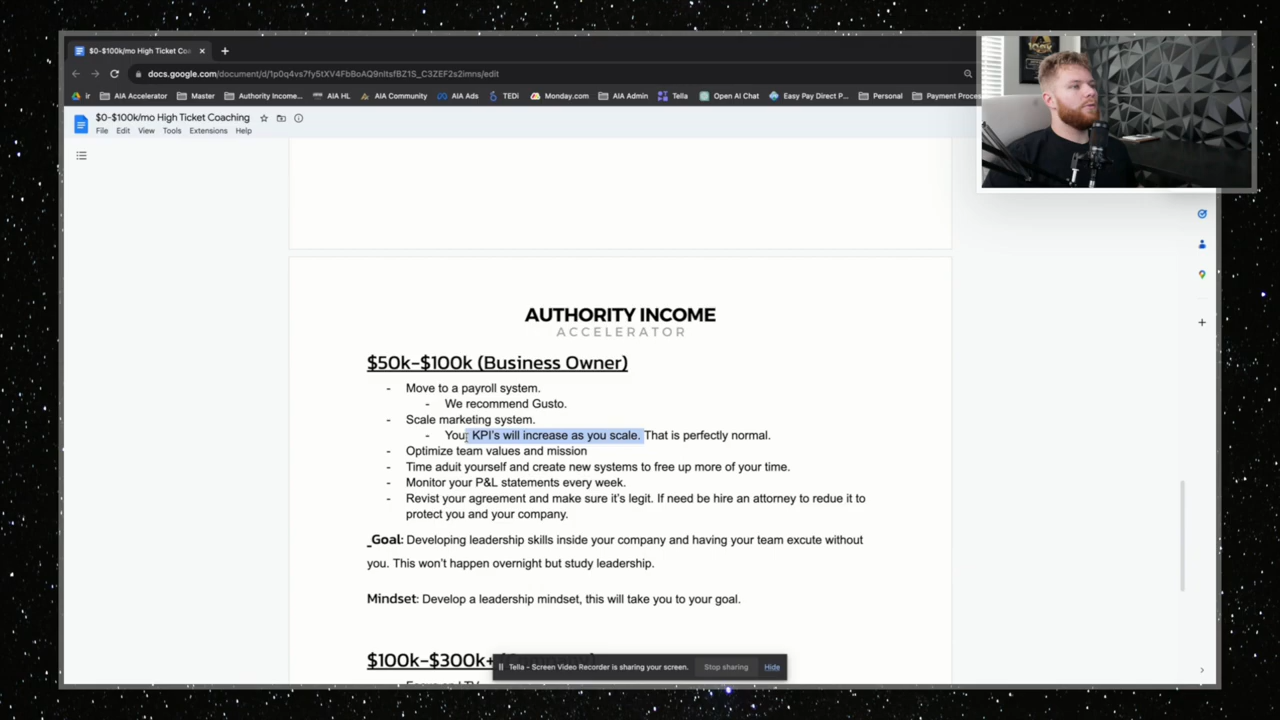 $0-$100k/mo High Ticket Coa
docs.google.com/document/d/1p0q4vs7fy5tXV4FbBoAQ9nItsfBZ1S_C3ZEF2s2imns/edit
ir AIA Accelerator Master Authority Income... AIA HL AIA Community AIA Ads TEDI Monday.com AIA Admin Tella Open AI Chat Easy Pay Direct P... Personal Payment Proces
$0-$100k/mo High Ticket Coaching
File Edit View Tools Extensions Help
AUTHORITY INCOME
ACCELERATOR
$50k-$100k (Business Owner)
- Move to a payroll system.
- We recommend Gusto.
- Scale marketing system.
- Your KPI's will increase as you scale. That is perfectly normal.
- Optimize team values and mission
- Time aduit yourself and create new systems to free up more of your time.
- Monitor your P&L statements every week.
- Revist your agreement and make sure it's legit. If need be hire an attorney to redue it to
protect you and your company.
Goal: Developing leadership skills inside your company and having your team excute without
you. This won't happen overnight but study leadership.
Mindset: Develop a leadership mindset, this will take you to your goal.
$100k-$300k+
Tella - Screen Video Recorder is sharing your screen. Stop sharing Hide